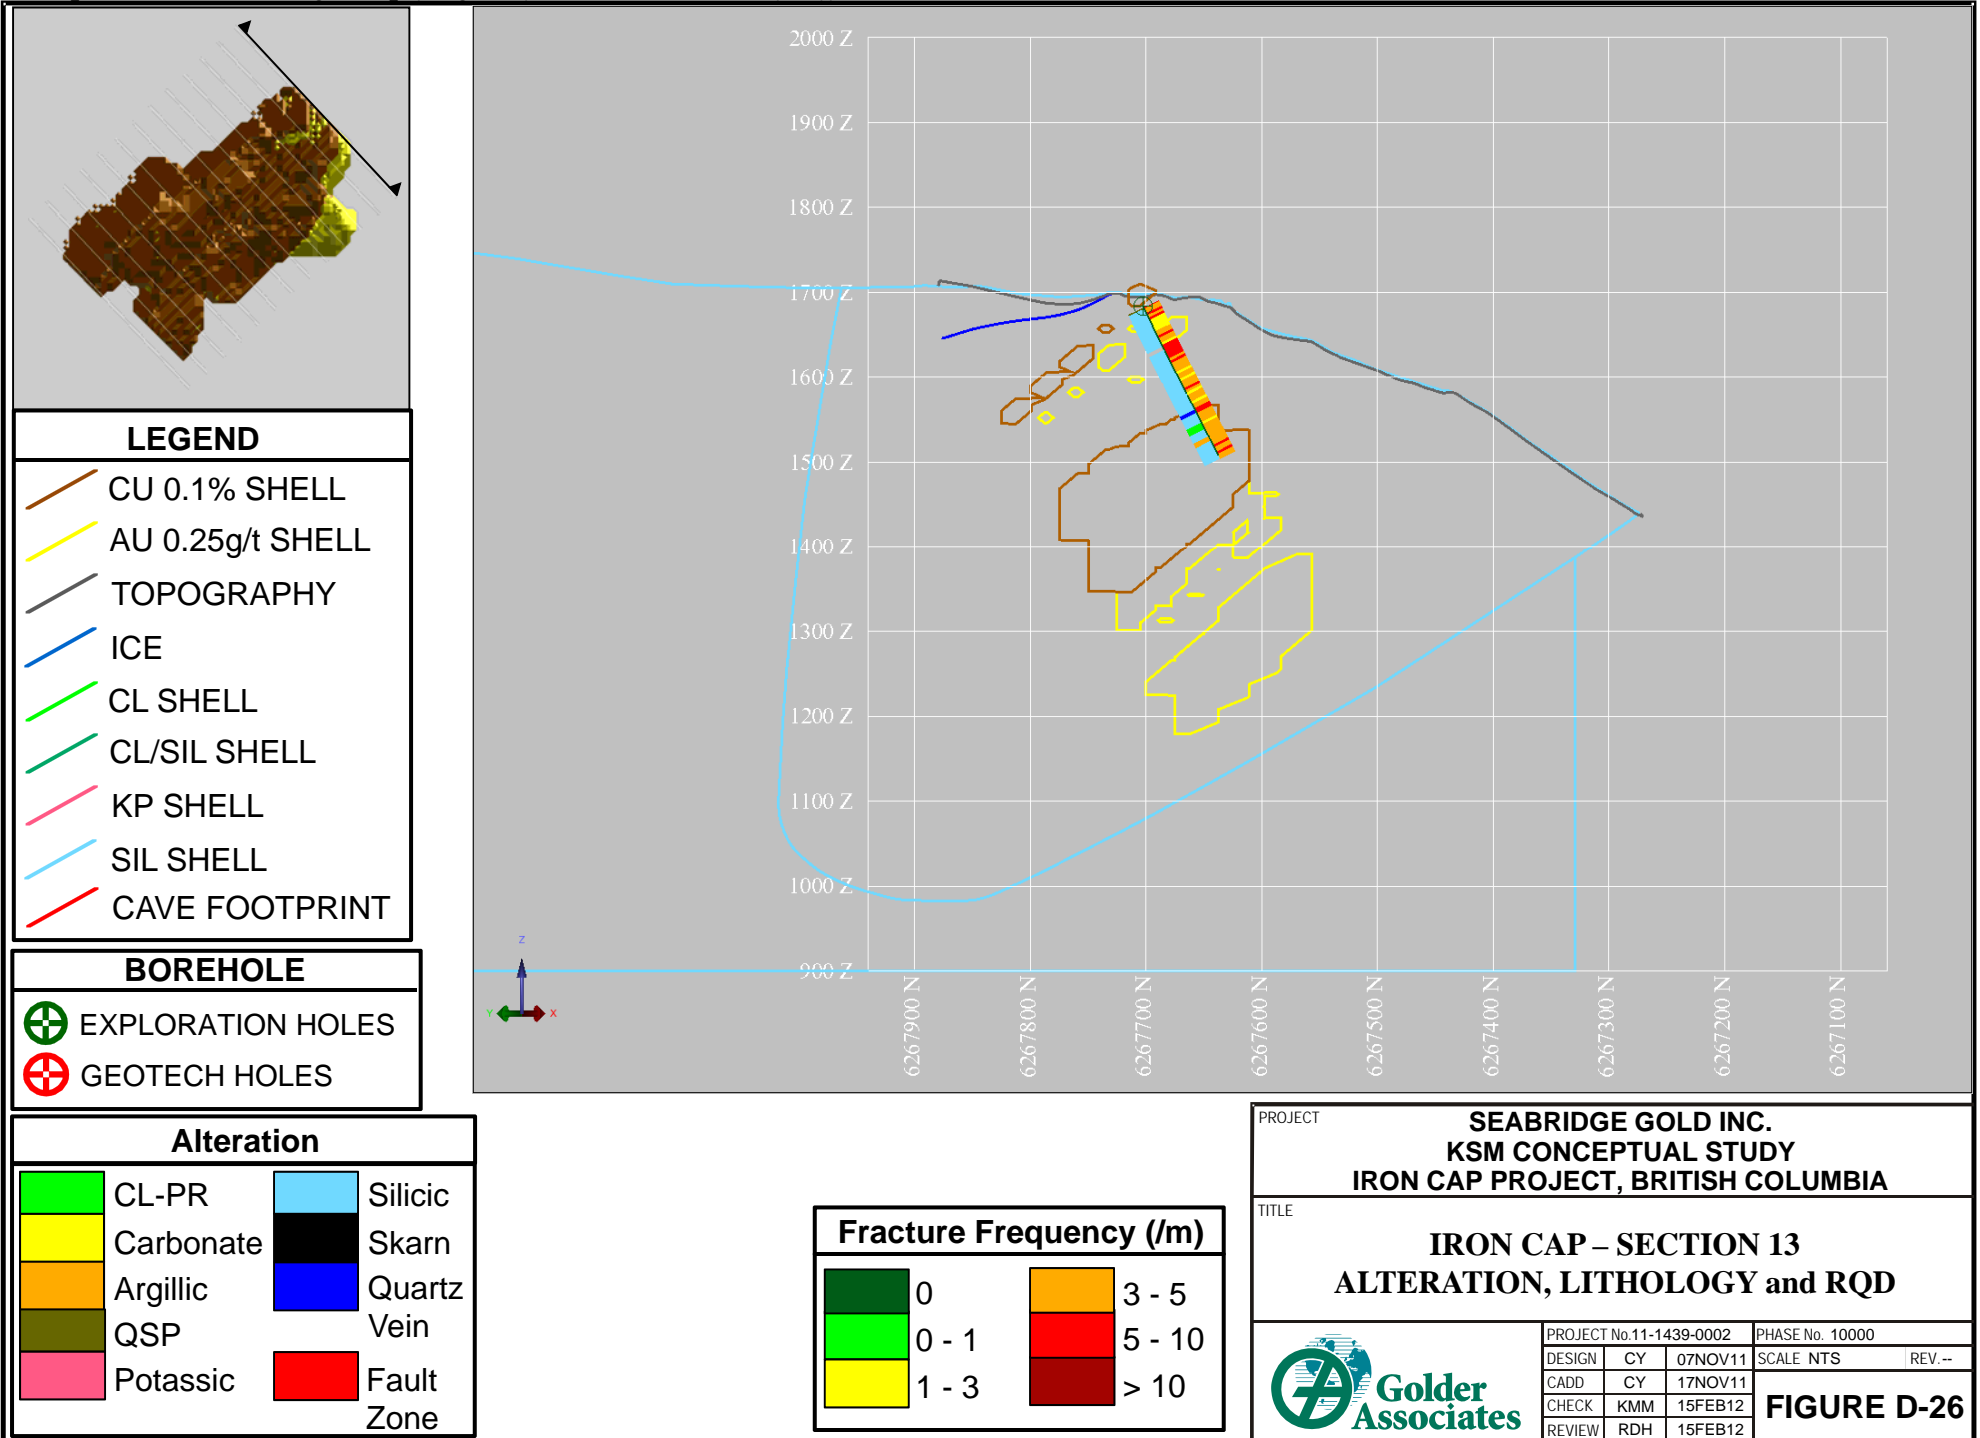 LEGEND
CU 0.1% SHELL
AU 0.25g/t SHELL
TOPOGRAPHY
ICE
CL SHELL
CL/SIL SHELL
KP SHELL
SIL SHELL
CAVE FOOTPRINT
BOREHOLE
EXPLORATION HOLES
GEOTECH HOLES
Alteration
CL-PR
Carbonate
Argillic
QSP
Potassic
Silicic
Skarn
Quartz
Vein
Fault
Zone
2000 Z
1900 Z
1800 Z
1700 Z
1600 Z
1500 Z
1400 Z
1300 Z
1200 Z
1100 Z
1000 Z
900 Z
Z
Y
X
6267900 N
6267800 N
6267700 N
6267600 N
6267500 N
6267400 N
6267300 N
6267200 N
6267100 N
Fracture Frequency (/m)
0
0 - 1
1 - 3
3 - 5
5 - 10
> 10
PROJECT
SEABRIDGE GOLD INC.
KSM CONCEPTUAL STUDY
IRON CAP PROJECT, BRITISH COLUMBIA
TITLE
IRON CAP – SECTION 13
ALTERATION, LITHOLOGY and RQD
Golder
Associates
PROJECT No.11-1439-0002 PHASE No. 10000
DESIGN CY 07NOV11 SCALE NTS REV.--
CADD CY 17NOV11
CHECK KMM 15FEB12
REVIEW RDH 15FEB12
FIGURE D-26